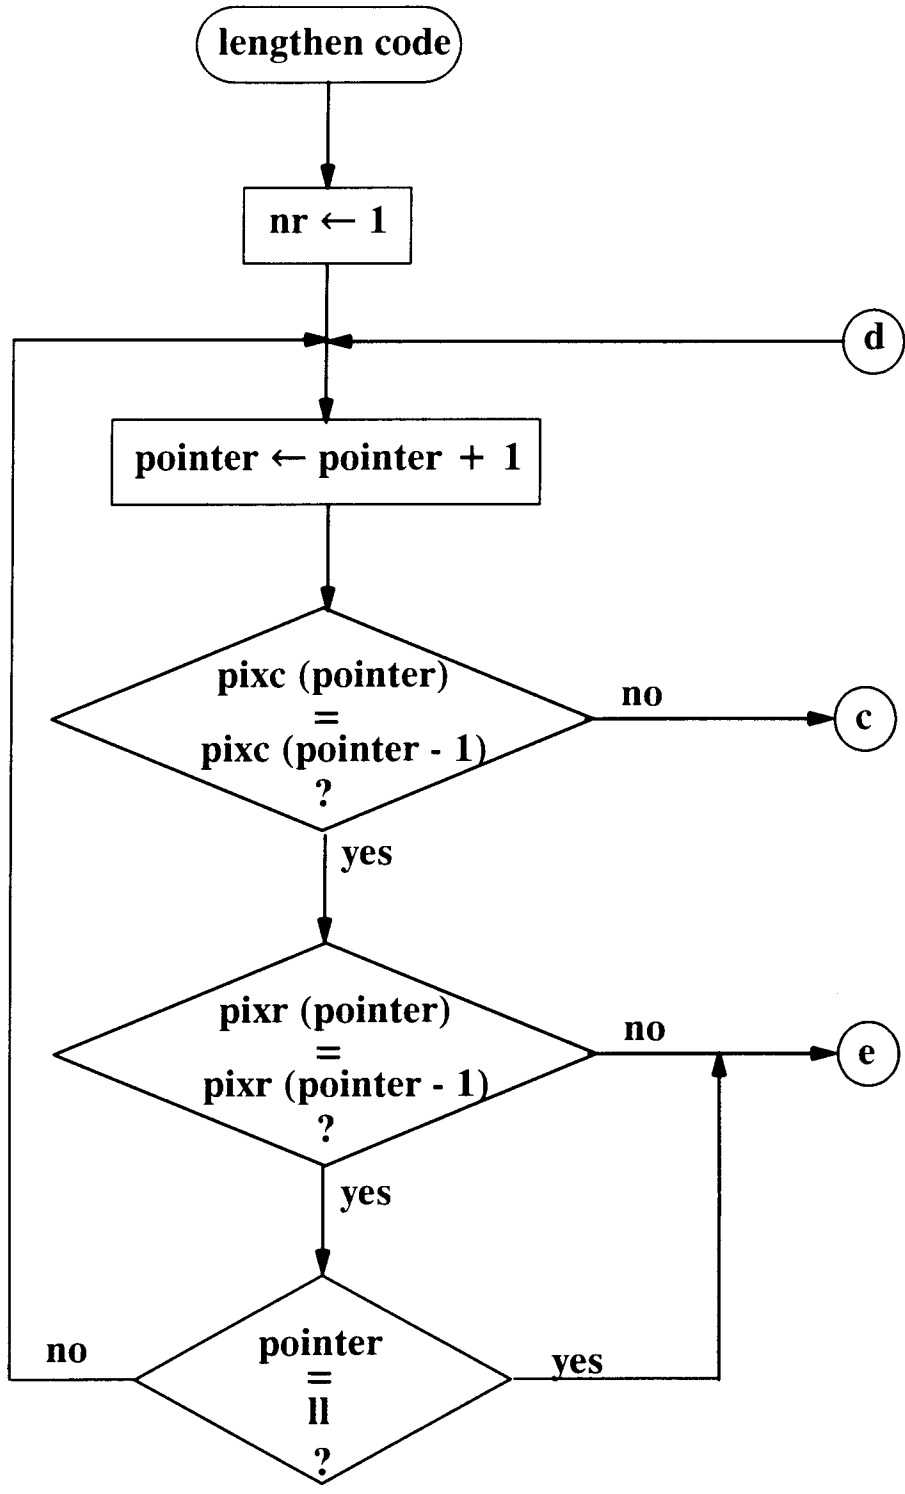 lengthen code
nr ← 1
d
pointer ← pointer + 1
pixc (pointer)
=
pixc (pointer - 1)
?
no
c
yes
pixr (pointer)
=
pixr (pointer - 1)
?
no
e
yes
pointer
=
ll
?
no
yes